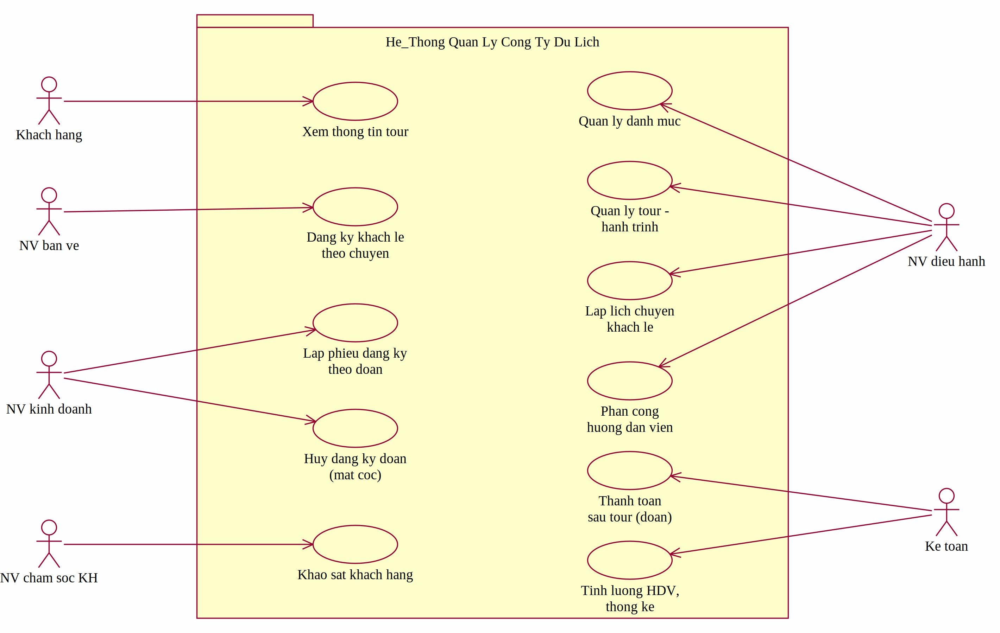 He_Thong Quan Ly Cong Ty Du Lich
Khach hang
NV ban ve
NV kinh doanh
NV cham soc KH
Xem thong tin tour
Dang ky khach le
theo chuyen
Lap phieu dang ky
theo doan
Huy dang ky doan
(mat coc)
Khao sat khach hang
Quan ly danh muc
Quan ly tour -
hanh trinh
Lap lich chuyen
khach le
Phan cong
huong dan vien
Thanh toan
sau tour (doan)
Tinh luong HDV,
thong ke
NV dieu hanh
Ke toan